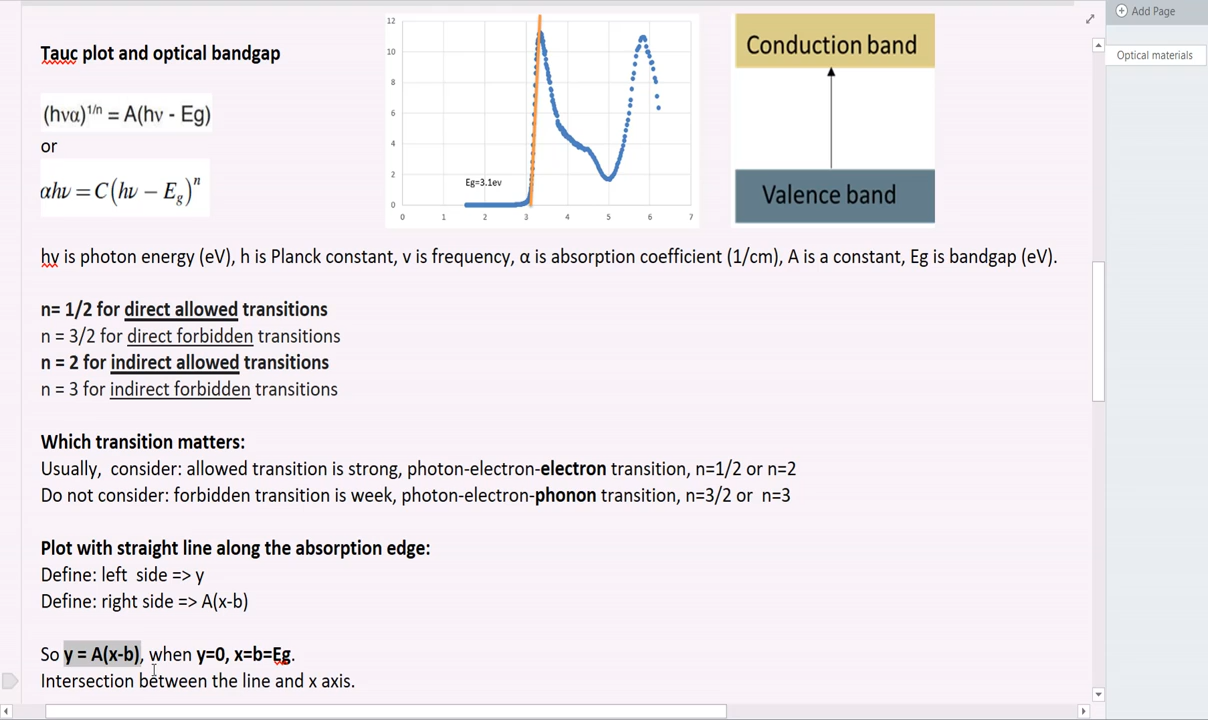 Add Page
Optical materials
Tauc plot and optical bandgap
(hνα)^1/n = A(hν - Eg)
or
αhν = C(hν − E_g)^n
12
10
8
6
4
2
0
0 1 2 3 4 5 6 7
Eg=3.1ev
Conduction band
Valence band
hv is photon energy (eV), h is Planck constant, v is frequency, α is absorption coefficient (1/cm), A is a constant, Eg is bandgap (eV).
n= 1/2 for direct allowed transitions
n = 3/2 for direct forbidden transitions
n = 2 for indirect allowed transitions
n = 3 for indirect forbidden transitions
Which transition matters:
Usually, consider: allowed transition is strong, photon-electron-electron transition, n=1/2 or n=2
Do not consider: forbidden transition is week, photon-electron-phonon transition, n=3/2 or n=3
Plot with straight line along the absorption edge:
Define: left side => y
Define: right side => A(x-b)
So y = A(x-b), when y=0, x=b=Eg.
Intersection between the line and x axis.